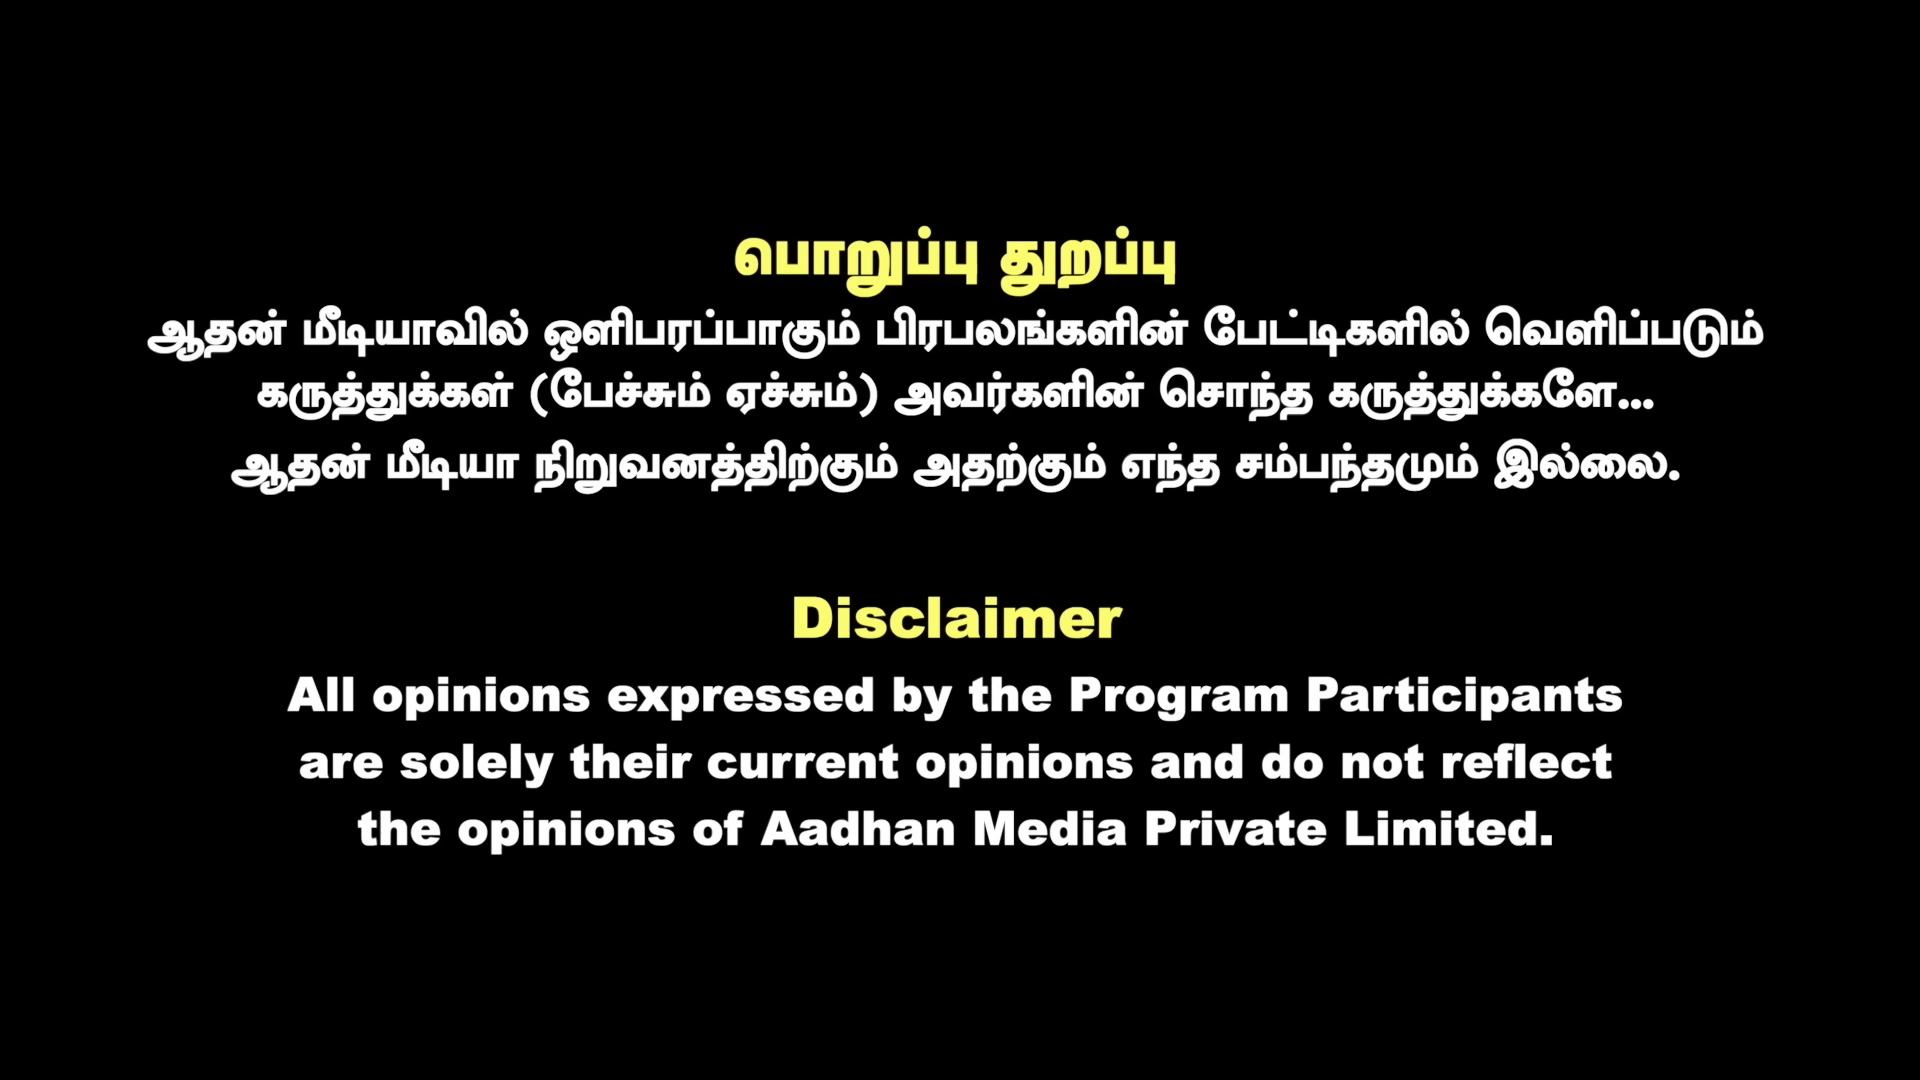 பொறுப்பு துறப்பு
ஆதன் மீடியாவில் ஒளிபரப்பாகும் பிரபலங்களின் பேட்டிகளில் வெளிப்படும்
கருத்துக்கள் (பேச்சும் ஏச்சும்) அவர்களின் சொந்த கருத்துக்களே...
ஆதன் மீடியா நிறுவனத்திற்கும் அதற்கும் எந்த சம்பந்தமும் இல்லை.
Disclaimer
All opinions expressed by the Program Participants
are solely their current opinions and do not reflect
the opinions of Aadhan Media Private Limited.